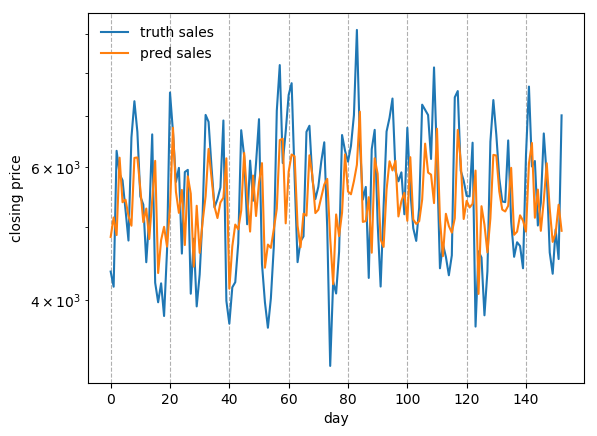 truth sales
pred sales
closing price
6 × 10³
4 × 10³
0 20 40 60 80 100 120 140
day